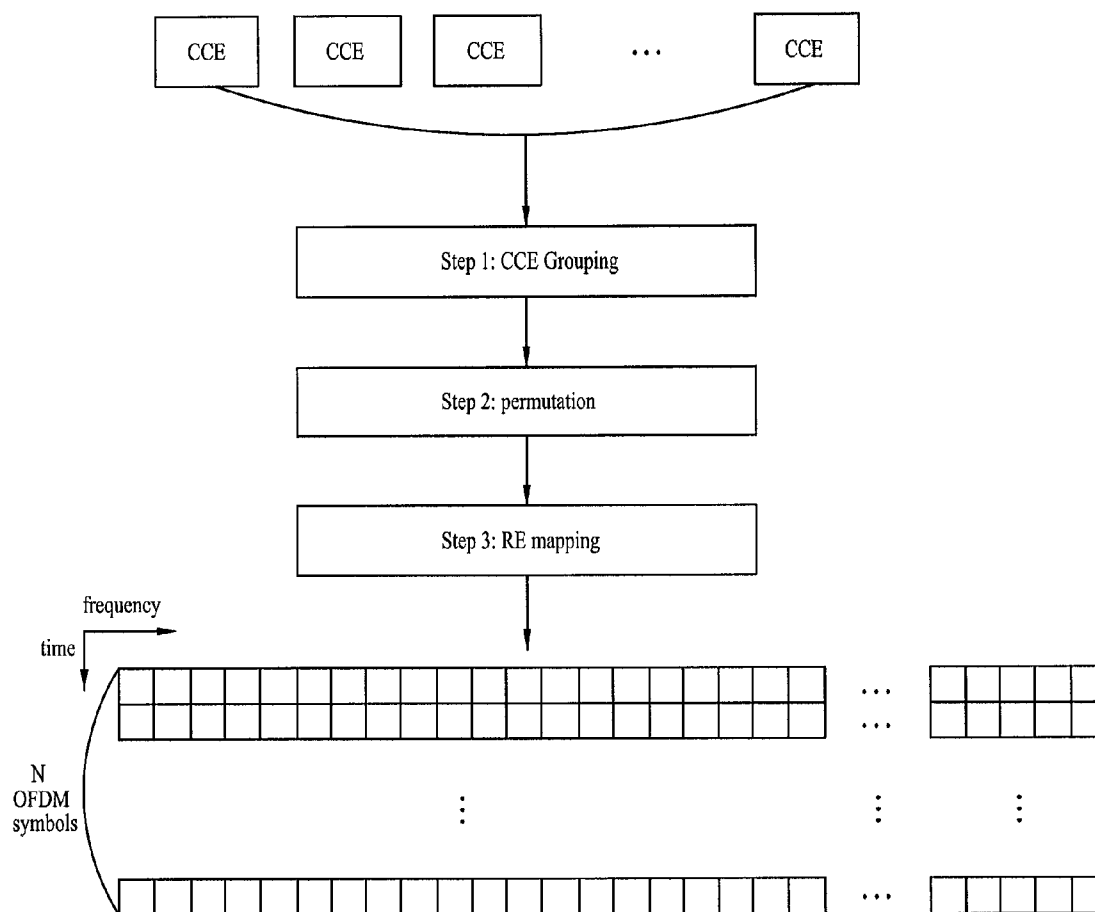 CCE CCE CCE ... CCE
Step 1: CCE Grouping
Step 2: permutation
Step 3: RE mapping
frequency
time
...
...
N
OFDM
symbols
...